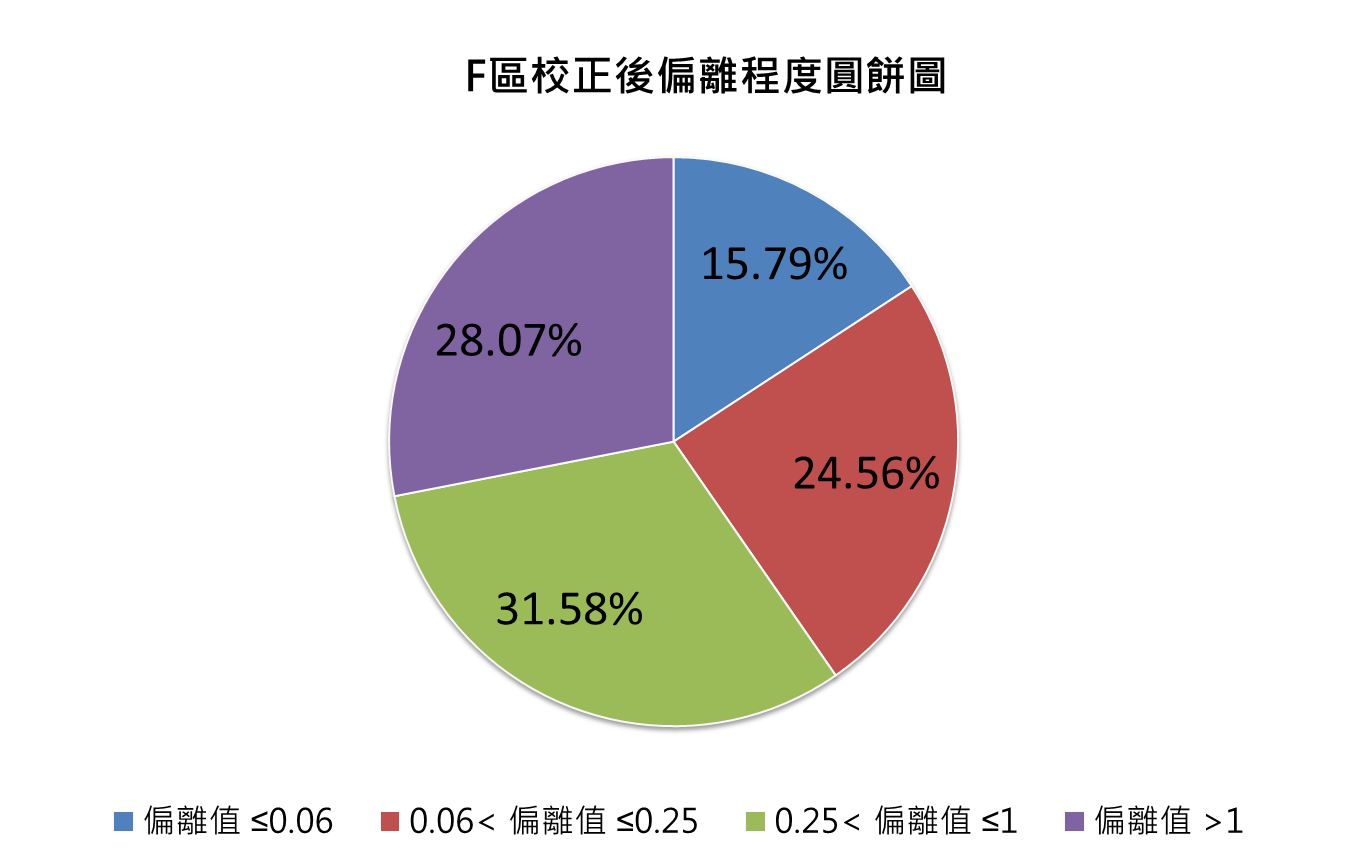 F區校正後偏離程度圓餅圖
15.79%
28.07%
24.56%
31.58%
偏離值 ≤0.06
0.06< 偏離值 ≤0.25
0.25< 偏離值 ≤1
偏離值 >1